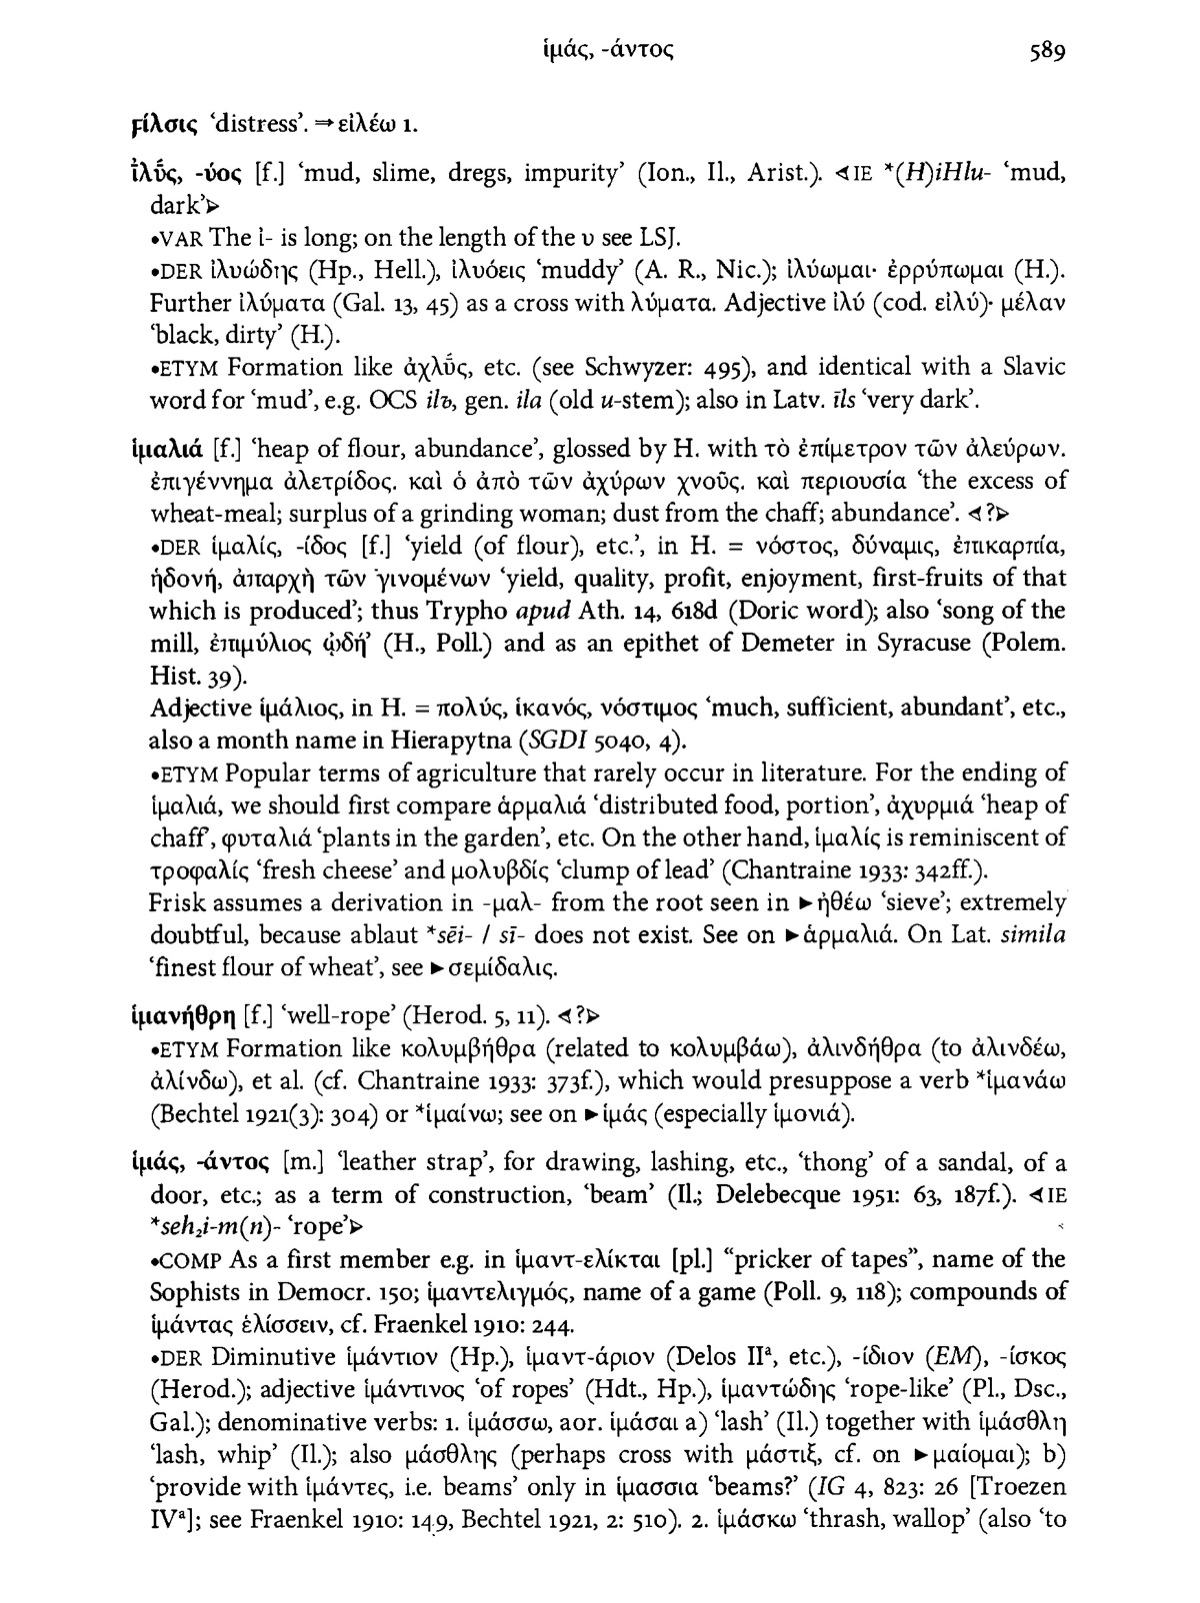 ἱμάς, -άντος 589
ϝίλσις ‘distress’. ⇒εἰλέω 1.
ἰλύ̄ς, -ύος [f.] ‘mud, slime, dregs, impurity’ (Ion., Il., Arist.). ⊲IE *(H)iHlu- ‘mud,
dark’⊳
•VAR The ἰ- is long; on the length of the υ see LSJ.
•DER ἰλυώδης (Hp., Hell.), ἰλυόεις ‘muddy’ (A. R., Nic.); ἰλύωμαι· ἐρρύπωμαι (H.).
Further ἰλύματα (Gal. 13, 45) as a cross with λύματα. Adjective ἰλύ (cod. εἰλύ)· μέλαν
‘black, dirty’ (H.).
•ETYM Formation like ἀχλύ̄ς, etc. (see Schwyzer: 495), and identical with a Slavic
word for ‘mud’, e.g. OCS ilъ, gen. ila (old u-stem); also in Latv. īls ‘very dark’.
ἱμαλιά [f.] ‘heap of flour, abundance’, glossed by H. with τὸ ἐπίμετρον τῶν ἀλεύρων.
ἐπιγέννημα ἀλετρίδος. καὶ ὁ ἀπὸ τῶν ἀχύρων χνοῦς. καὶ περιουσία ‘the excess of
wheat-meal; surplus of a grinding woman; dust from the chaff; abundance’. ⊲?⊳
•DER ἱμαλίς, -ίδος [f.] ‘yield (of flour), etc.’, in H. = νόστος, δύναμις, ἐπικαρπία,
ἡδονή, ἀπαρχὴ τῶν γινομένων ‘yield, quality, profit, enjoyment, first-fruits of that
which is produced’; thus Trypho apud Ath. 14, 618d (Doric word); also ‘song of the
mill, ἐπιμύλιος ᾠδή’ (H., Poll.) and as an epithet of Demeter in Syracuse (Polem.
Hist. 39).
Adjective ἱμάλιος, in H. = πολύς, ἱκανός, νόστιμος ‘much, sufficient, abundant’, etc.,
also a month name in Hierapytna (SGDI 5040, 4).
•ETYM Popular terms of agriculture that rarely occur in literature. For the ending of
ἱμαλιά, we should first compare ἁρμαλιά ‘distributed food, portion’, ἀχυρμιά ‘heap of
chaff’, φυταλιά ‘plants in the garden’, etc. On the other hand, ἱμαλίς is reminiscent of
τροφαλίς ‘fresh cheese’ and μολυβδίς ‘clump of lead’ (Chantraine 1933: 342ff.).
Frisk assumes a derivation in -μαλ- from the root seen in ►ἠθέω ‘sieve’; extremely
doubtful, because ablaut *sēi- / sī- does not exist. See on ►ἁρμαλιά. On Lat. simila
‘finest flour of wheat’, see ►σεμίδαλις.
ἱμανήθρη [f.] ‘well-rope’ (Herod. 5, 11). ⊲?⊳
•ETYM Formation like κολυμβήθρα (related to κολυμβάω), ἀλινδήθρα (to ἀλινδέω,
ἀλίνδω), et al. (cf. Chantraine 1933: 373f.), which would presuppose a verb *ἱμανάω
(Bechtel 1921(3): 304) or *ἱμαίνω; see on ►ἱμάς (especially ἱμονιά).
ἱμάς, -άντος [m.] ‘leather strap’, for drawing, lashing, etc., ‘thong’ of a sandal, of a
door, etc.; as a term of construction, ‘beam’ (Il.; Delebecque 1951: 63, 187f.). ⊲IE
*seh₂i-m(n)- ‘rope’⊳
•COMP As a first member e.g. in ἱμαντ-ελίκται [pl.] “pricker of tapes”, name of the
Sophists in Democr. 150; ἱμαντελιγμός, name of a game (Poll. 9, 118); compounds of
ἱμάντας ἑλίσσειν, cf. Fraenkel 1910: 244.
•DER Diminutive ἱμάντιον (Hp.), ἱμαντ-άριον (Delos IIᵃ, etc.), -ίδιον (EM), -ίσκος
(Herod.); adjective ἱμάντινος ‘of ropes’ (Hdt., Hp.), ἱμαντώδης ‘rope-like’ (Pl., Dsc.,
Gal.); denominative verbs: 1. ἱμάσσω, aor. ἱμάσαι a) ‘lash’ (Il.) together with ἱμάσθλη
‘lash, whip’ (Il.); also μάσθλης (perhaps cross with μάστιξ, cf. on ►μαίομαι); b)
‘provide with ἱμάντες, i.e. beams’ only in ἱμασσια ‘beams?’ (IG 4, 823: 26 [Troezen
IVᵃ]; see Fraenkel 1910: 149, Bechtel 1921, 2: 510). 2. ἱμάσκω ‘thrash, wallop’ (also ‘to